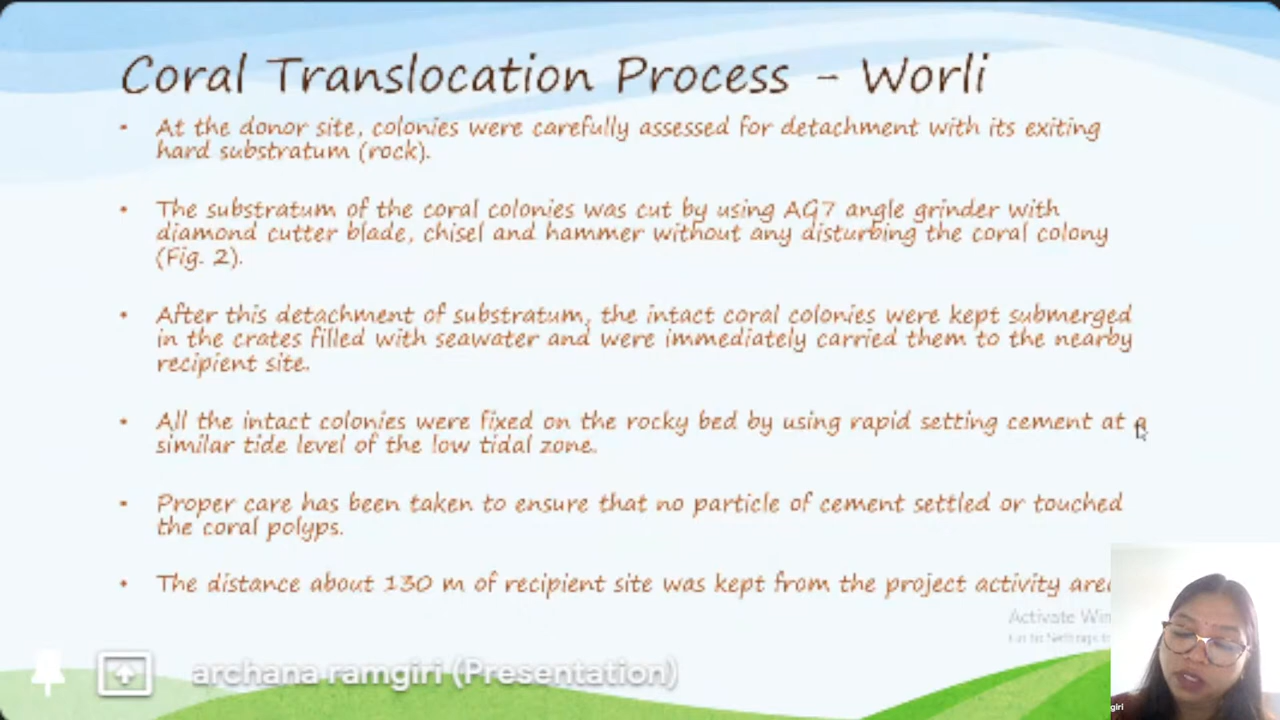 Coral Translocation Process - Worli
• At the donor site, colonies were carefully assessed for detachment with its exiting
hard substratum (rock).
• The substratum of the coral colonies was cut by using AG7 angle grinder with
diamond cutter blade, chisel and hammer without any disturbing the coral colony
(Fig. 2).
• After this detachment of substratum, the intact coral colonies were kept submerged
in the crates filled with seawater and were immediately carried them to the nearby
recipient site.
• All the intact colonies were fixed on the rocky bed by using rapid setting cement at a
similar tide level of the low tidal zone.
• Proper care has been taken to ensure that no particle of cement settled or touched
the coral polyps.
• The distance about 130 m of recipient site was kept from the project activity area
Activate Win
Go to Settings t
archana ramgiri (Presentation)
giri